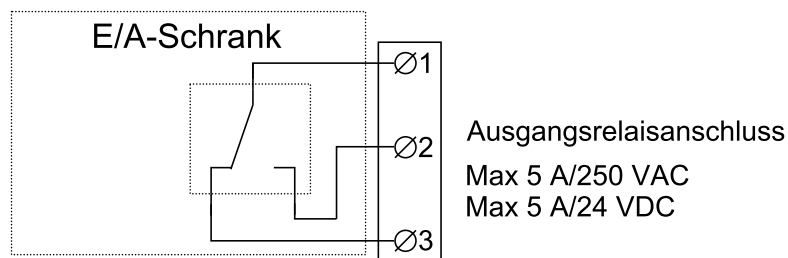 E/A-Schrank
1
2
Ausgangsrelaisanschluss
Max 5 A/250 VAC
Max 5 A/24 VDC
3